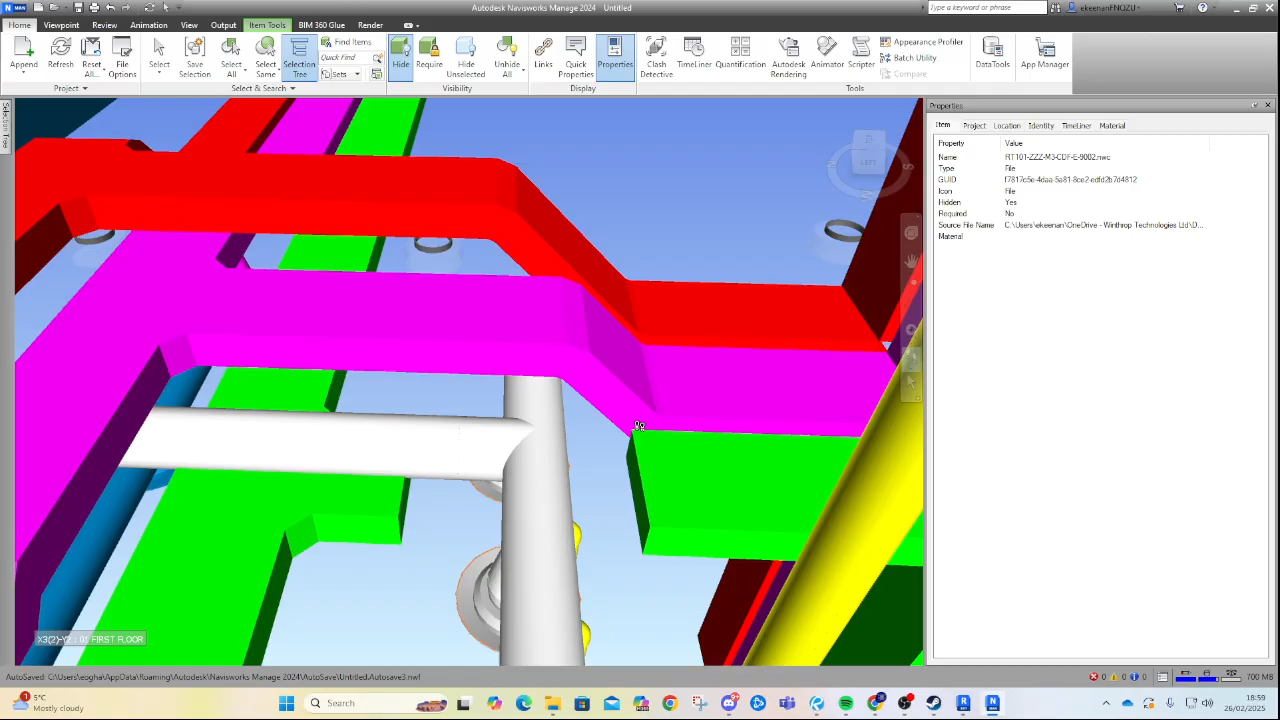 Autodesk Navisworks Manage 2024 Untitled
Type a keyword or phrase
ekeenanFNQZU
Home Viewpoint Review Animation View Output Item Tools BIM 360 Glue Render
Append
Refresh
Reset All...
File Options
Save Selection
Select All
Select Same
Selection Tree
Find Items
Quick Find
Sets
Hide
Require
Hide Unselected
Unhide All
Links
Quick Properties
Properties
Clash Detective
TimeLiner
Quantification
Autodesk Rendering
Animator
Scripter
Appearance Profiler
Batch Utility
Compare
DataTools
App Manager
Project
Select & Search
Visibility
Display
Tools
Properties
Item Project Location Identity TimeLiner Material
Property Value
Name RT101-ZZZ-M3-CDF-E-9002.nwc
Type File
GUID f7817c5e-4daa-5a81-8ce2-edfd2b7d4812
Icon File
Hidden Yes
Required No
Source File Name C:\Users\ekeenan\OneDrive - Winthrop Technologies Ltd\D...
Material
LEFT
X3(2)-Y2 : 01 FIRST FLOOR
AutoSaved: C:\Users\eogha\AppData\Roaming\Autodesk\Navisworks Manage 2024\AutoSave\Untitled.Autosave3.nwf
0 0 0
700 MB
5°C
Mostly cloudy
Search
18:59
26/02/2025